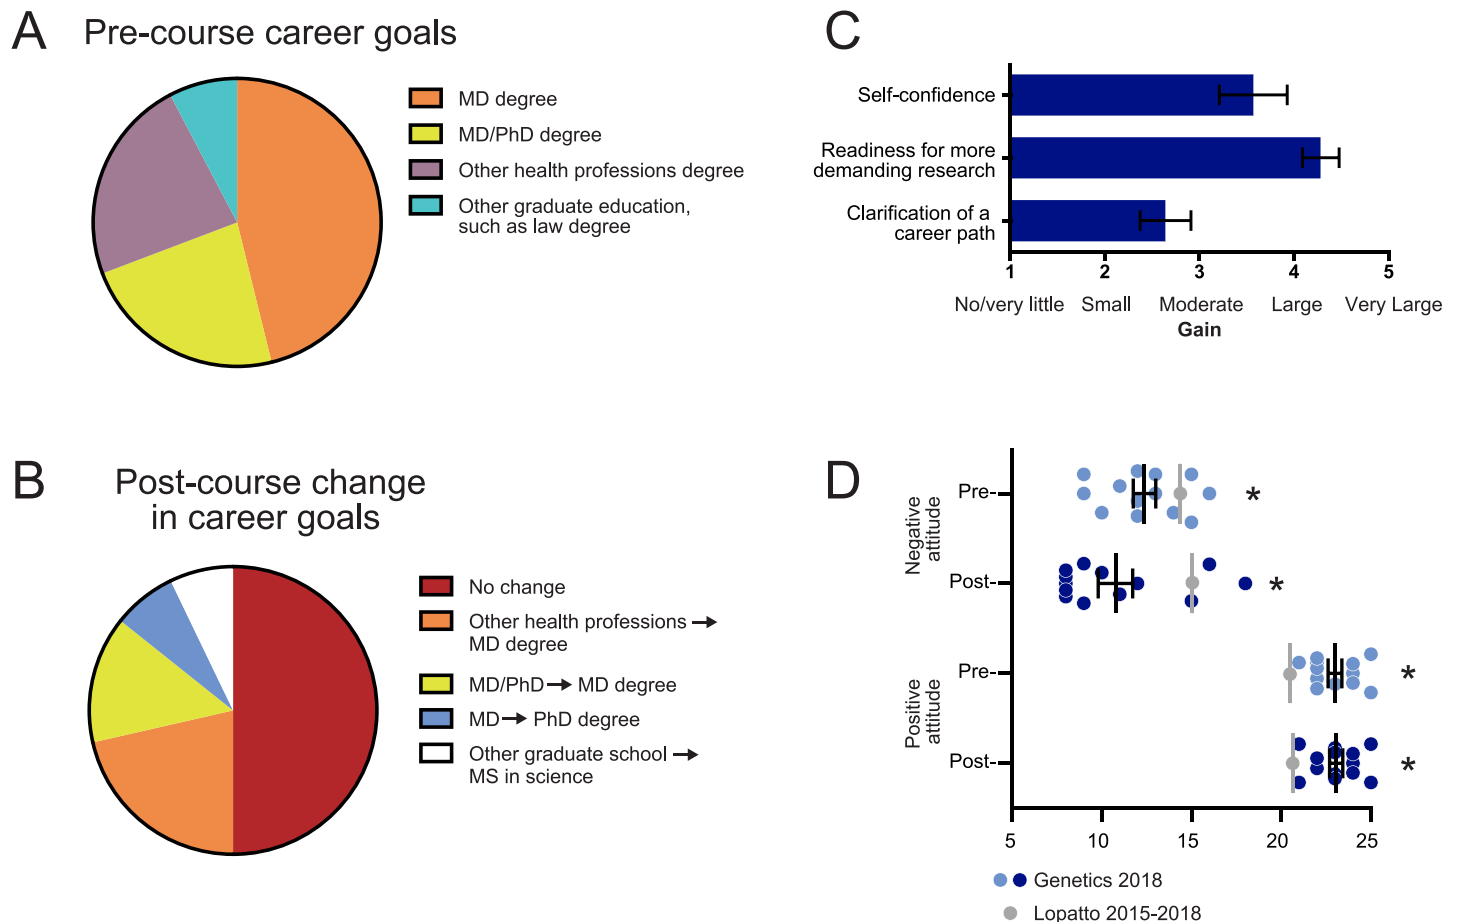 A
Pre-course career goals
MD degree
MD/PhD degree
Other health professions degree
Other graduate education,
such as law degree
B
Post-course change
in career goals
No change
Other health professions →
MD degree
MD/PhD → MD degree
MD → PhD degree
Other graduate school →
MS in science
C
Self-confidence
Readiness for more
demanding research
Clarification of a
career path
1 2 3 4 5
No/very little Small Moderate Large Very Large
Gain
D
Negative
attitude
Pre-
*
Post-
*
Positive
attitude
Pre-
*
Post-
*
5 10 15 20 25
Genetics 2018
Lopatto 2015-2018